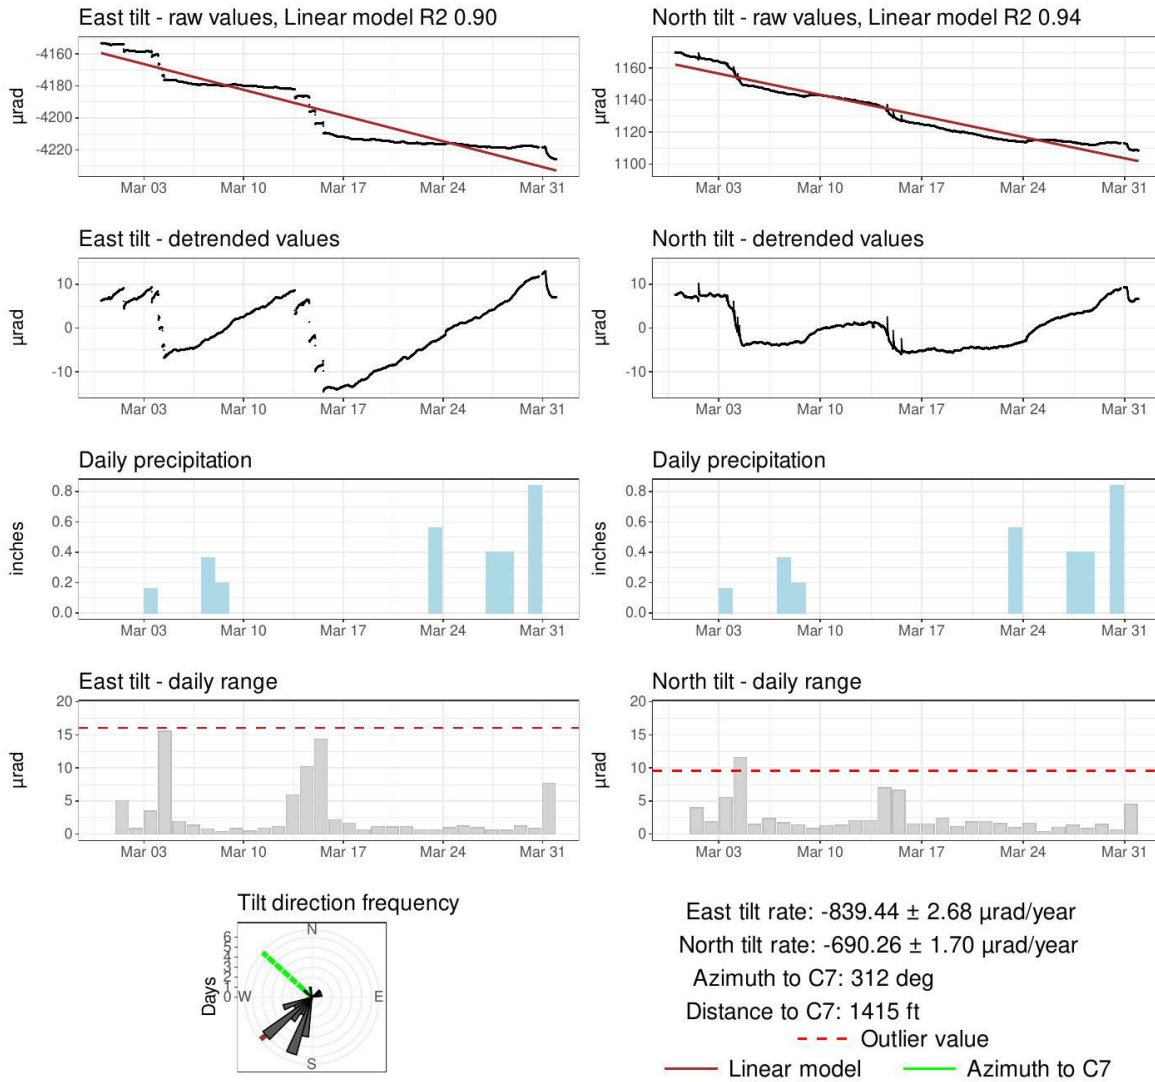 East tilt - raw values, Linear model R2 0.90
-4160
-4180
-4200
-4220
µrad
Mar 03 Mar 10 Mar 17 Mar 24 Mar 31
North tilt - raw values, Linear model R2 0.94
1160
1140
1120
1100
µrad
Mar 03 Mar 10 Mar 17 Mar 24 Mar 31
East tilt - detrended values
10
0
-10
µrad
Mar 03 Mar 10 Mar 17 Mar 24 Mar 31
North tilt - detrended values
10
0
-10
µrad
Mar 03 Mar 10 Mar 17 Mar 24 Mar 31
Daily precipitation
0.8
0.6
0.4
0.2
0.0
inches
Mar 03 Mar 10 Mar 17 Mar 24 Mar 31
Daily precipitation
0.8
0.6
0.4
0.2
0.0
inches
Mar 03 Mar 10 Mar 17 Mar 24 Mar 31
East tilt - daily range
20
15
10
5
0
µrad
Mar 03 Mar 10 Mar 17 Mar 24 Mar 31
North tilt - daily range
20
15
10
5
0
µrad
Mar 03 Mar 10 Mar 17 Mar 24 Mar 31
Tilt direction frequency
N
6
5
4
3
2
1
0
Days
W
E
S
East tilt rate: -839.44 ± 2.68 µrad/year
North tilt rate: -690.26 ± 1.70 µrad/year
Azimuth to C7: 312 deg
Distance to C7: 1415 ft
Outlier value
Linear model
Azimuth to C7